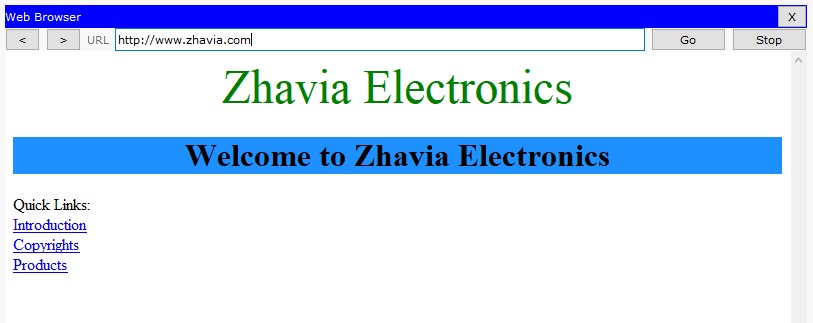 Web Browser X
< > URL http://www.zhavia.com Go Stop
Zhavia Electronics
Welcome to Zhavia Electronics
Quick Links:
Introduction
Copyrights
Products